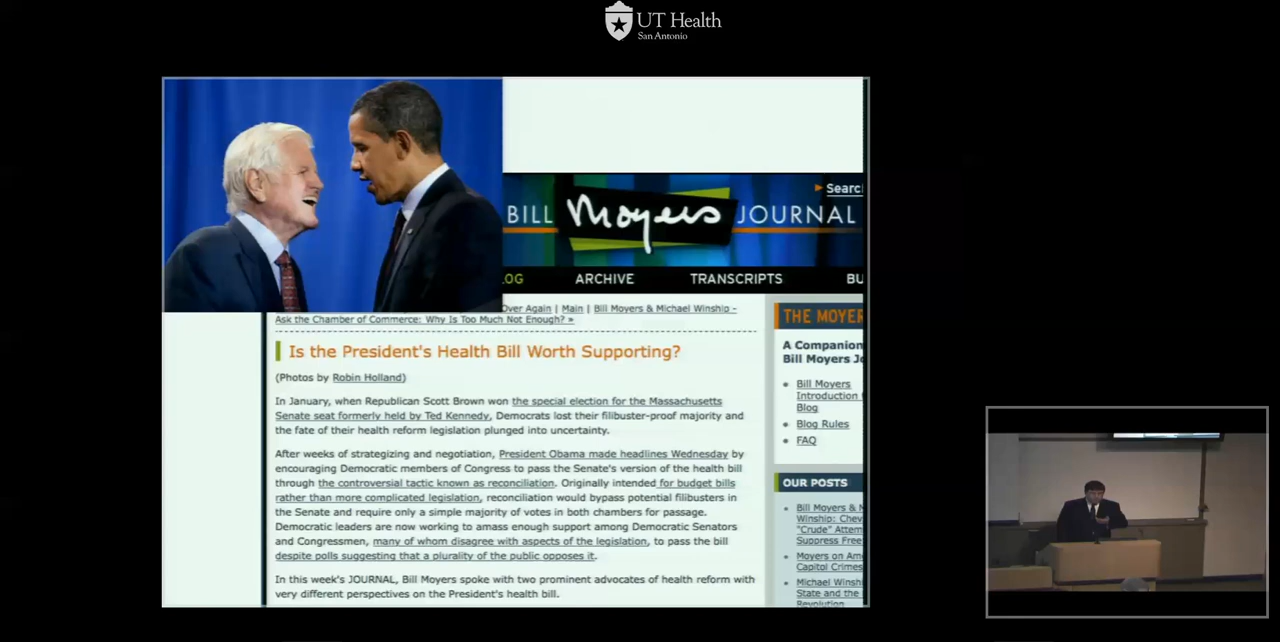 UT Health
San Antonio
Searc
BILL Moyers JOURNAL
OG ARCHIVE TRANSCRIPTS BU
Over Again | Main | Bill Moyers & Michael Winship -
Ask the Chamber of Commerce: Why Is Too Much Not Enough? »
Is the President's Health Bill Worth Supporting?
(Photos by Robin Holland)
In January, when Republican Scott Brown won the special election for the Massachusetts
Senate seat formerly held by Ted Kennedy, Democrats lost their filibuster-proof majority and
the fate of their health reform legislation plunged into uncertainty.
After weeks of strategizing and negotiation, President Obama made headlines Wednesday by
encouraging Democratic members of Congress to pass the Senate's version of the health bill
through the controversial tactic known as reconciliation. Originally intended for budget bills
rather than more complicated legislation, reconciliation would bypass potential filibusters in
the Senate and require only a simple majority of votes in both chambers for passage.
Democratic leaders are now working to amass enough support among Democratic Senators
and Congressmen, many of whom disagree with aspects of the legislation, to pass the bill
despite polls suggesting that a plurality of the public opposes it.
In this week's JOURNAL, Bill Moyers spoke with two prominent advocates of health reform with
very different perspectives on the President's health bill.
THE MOYER
A Companion
Bill Moyers Jo
Bill Moyers
Introduction
Blog
Blog Rules
FAQ
OUR POSTS
Bill Moyers & M
Winship: Chev
"Crude" Attem
Suppress Free
Moyers on Am
Capitol Crimes
Michael Winshi
State and the
Revolution